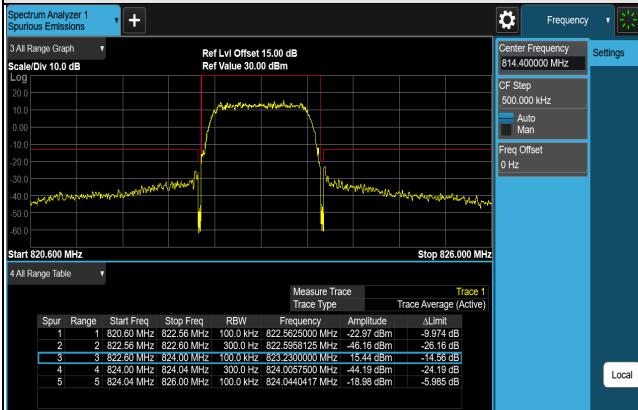 Spectrum Analyzer 1
Spurious Emissions
+
Frequency
3 All Range Graph
Ref Lvl Offset 15.00 dB
Scale/Div 10.0 dB
Ref Value 30.00 dBm
Log
20.0
10.0
0.00
-10.0
-20.0
-30.0
-40.0
-50.0
-60.0
Start 820.600 MHz
Stop 826.000 MHz
Center Frequency
814.400000 MHz
Settings
CF Step
500.000 kHz
Auto
Man
Freq Offset
0 Hz
4 All Range Table
Measure Trace Trace 1
Trace Type Trace Average (Active)
Spur Range Start Freq Stop Freq RBW Frequency Amplitude ΔLimit
1 1 820.60 MHz 822.56 MHz 100.0 kHz 822.5625000 MHz -22.97 dBm -9.974 dB
2 2 822.56 MHz 822.60 MHz 300.0 Hz 822.5958125 MHz -46.16 dBm -26.16 dB
3 3 822.60 MHz 824.00 MHz 100.0 kHz 823.2300000 MHz 15.44 dBm -14.56 dB
4 4 824.00 MHz 824.04 MHz 300.0 Hz 824.0057500 MHz -44.19 dBm -24.19 dB
5 5 824.04 MHz 826.00 MHz 100.0 kHz 824.0440417 MHz -18.98 dBm -5.985 dB
Local